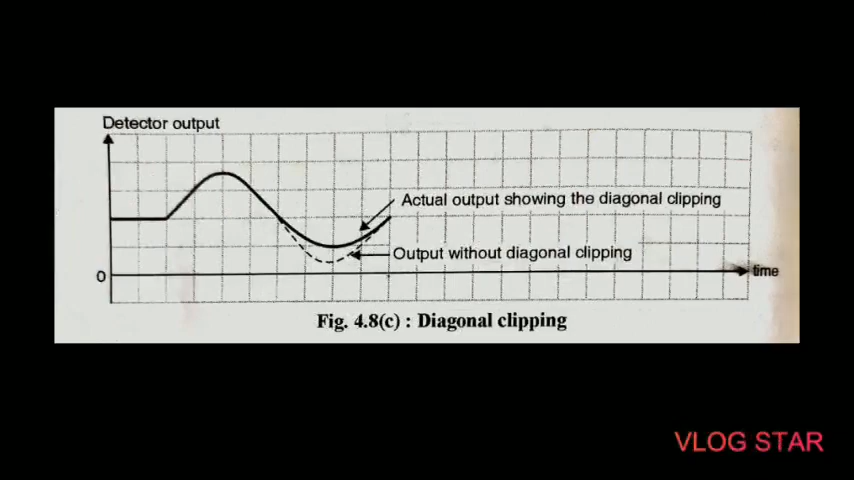 Detector output
Actual output showing the diagonal clipping
Output without diagonal clipping
0
time
Fig. 4.8(c) : Diagonal clipping
VLOG STAR